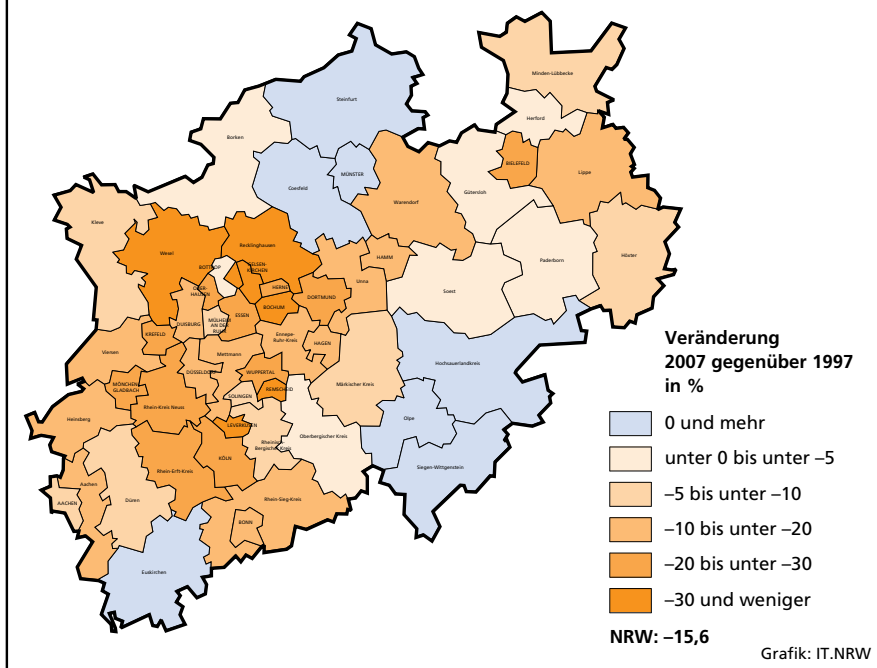 Minden-Lübbecke
Steinfurt
Herford
Borken
BIELEFELD
MÜNSTER
Lippe
Coesfeld
Gütersloh
Warendorf
Kleve
Recklinghausen
Wesel
HAMM
Höxter
Paderborn
BOTTROP
GELSEN-
KIRCHEN
Unna
HERNE
Soest
OBER-
HAUSEN
DORTMUND
BOCHUM
ESSEN
DUISBURG
MÜLHEIM
AN DER
RUHR
KREFELD
Ennepe-
Ruhr-Kreis
HAGEN
Viersen
Mettmann
Hochsauerlandkreis
DÜSSELDORF
WUPPERTAL
MÖNCHEN-
GLADBACH
Märkischer Kreis
REMSCHEID
SOLINGEN
Rhein-Kreis Neuss
Olpe
Heinsberg
LEVERKUSEN
Oberbergischer Kreis
Rheinisch-
Bergischer Kreis
KÖLN
Siegen-Wittgenstein
Rhein-Erft-Kreis
Aachen
AACHEN
Düren
Rhein-Sieg-Kreis
BONN
Euskirchen
Veränderung
2007 gegenüber 1997
in %
0 und mehr
unter 0 bis unter –5
–5 bis unter –10
–10 bis unter –20
–20 bis unter –30
–30 und weniger
NRW: –15,6
Grafik: IT.NRW